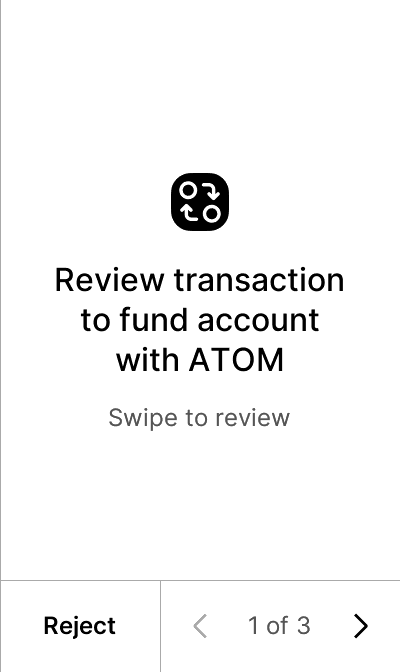 Review transaction
to fund account
with ATOM
Swipe to review
Reject
1 of 3